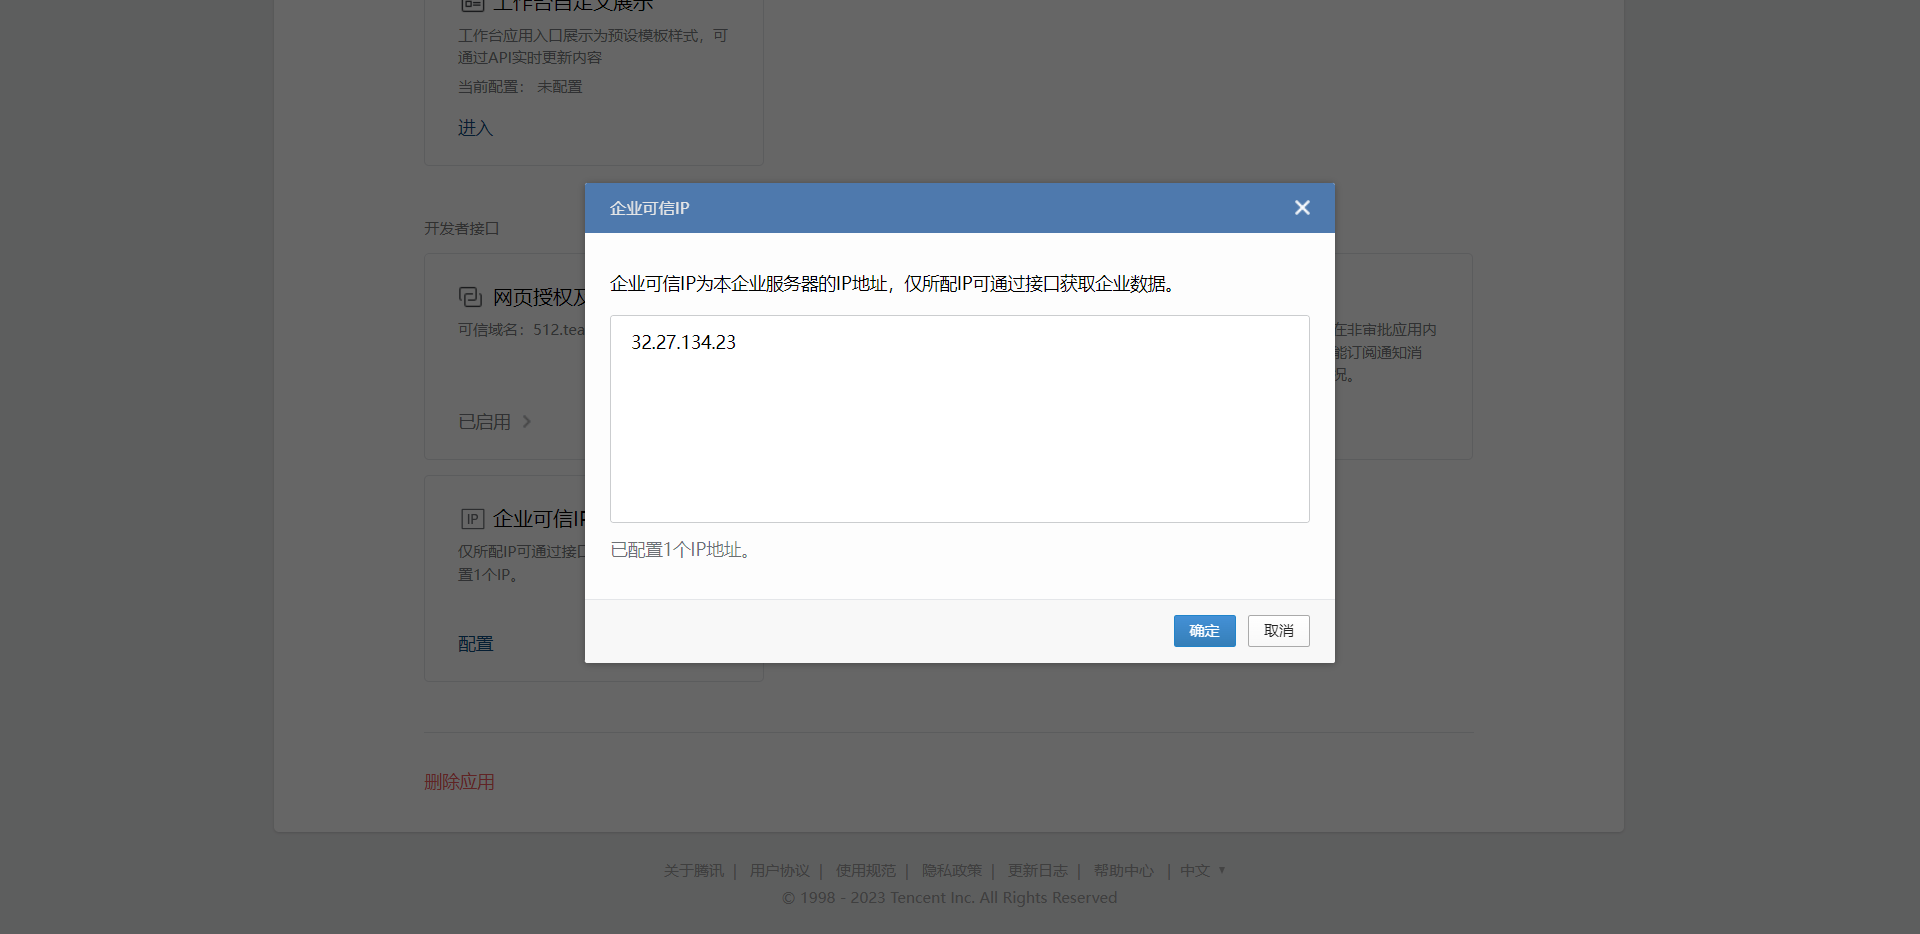 工作台自定义展示
工作台应用入口展示为预设模板样式，可
通过API实时更新内容
当前配置： 未配置
进入
企业可信IP
企业可信IP为本企业服务器的IP地址，仅所配IP可通过接口获取企业数据。
32.27.134.23
已配置1个IP地址。
确定 取消
开发者接口
网页授权及
可信域名：512.tea
已启用
在非审批应用内
能订阅通知消
况。
IP 企业可信IP
仅所配IP可通过接口
置1个IP。
配置
删除应用
关于腾讯 | 用户协议 | 使用规范 | 隐私政策 | 更新日志 | 帮助中心 | 中文
© 1998 - 2023 Tencent Inc. All Rights Reserved